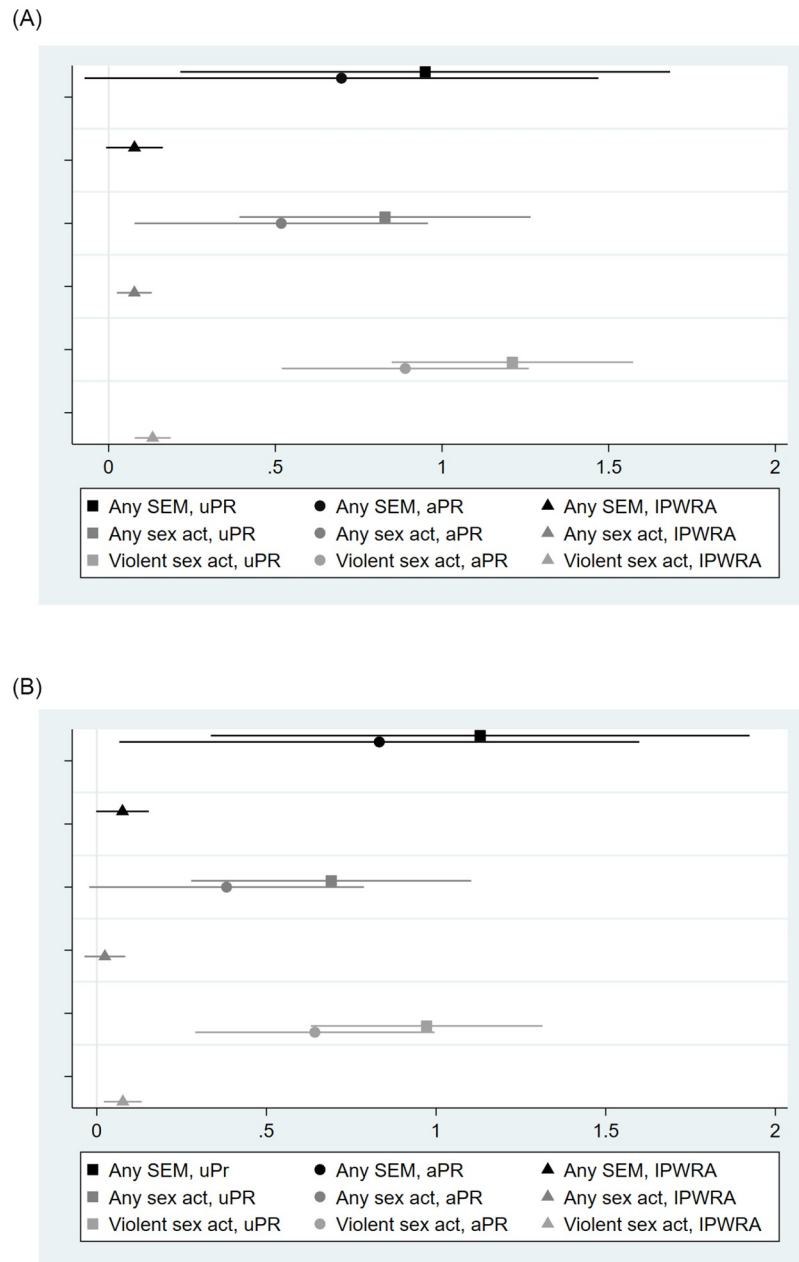 (A)
0 .5 1 1.5 2
Any SEM, uPR Any SEM, aPR Any SEM, IPWRA
Any sex act, uPR Any sex act, aPR Any sex act, IPWRA
Violent sex act, uPR Violent sex act, aPR Violent sex act, IPWRA
(B)
0 .5 1 1.5 2
Any SEM, uPr Any SEM, aPR Any SEM, IPWRA
Any sex act, uPR Any sex act, aPR Any sex act, IPWRA
Violent sex act, uPR Violent sex act, aPR Violent sex act, IPWRA